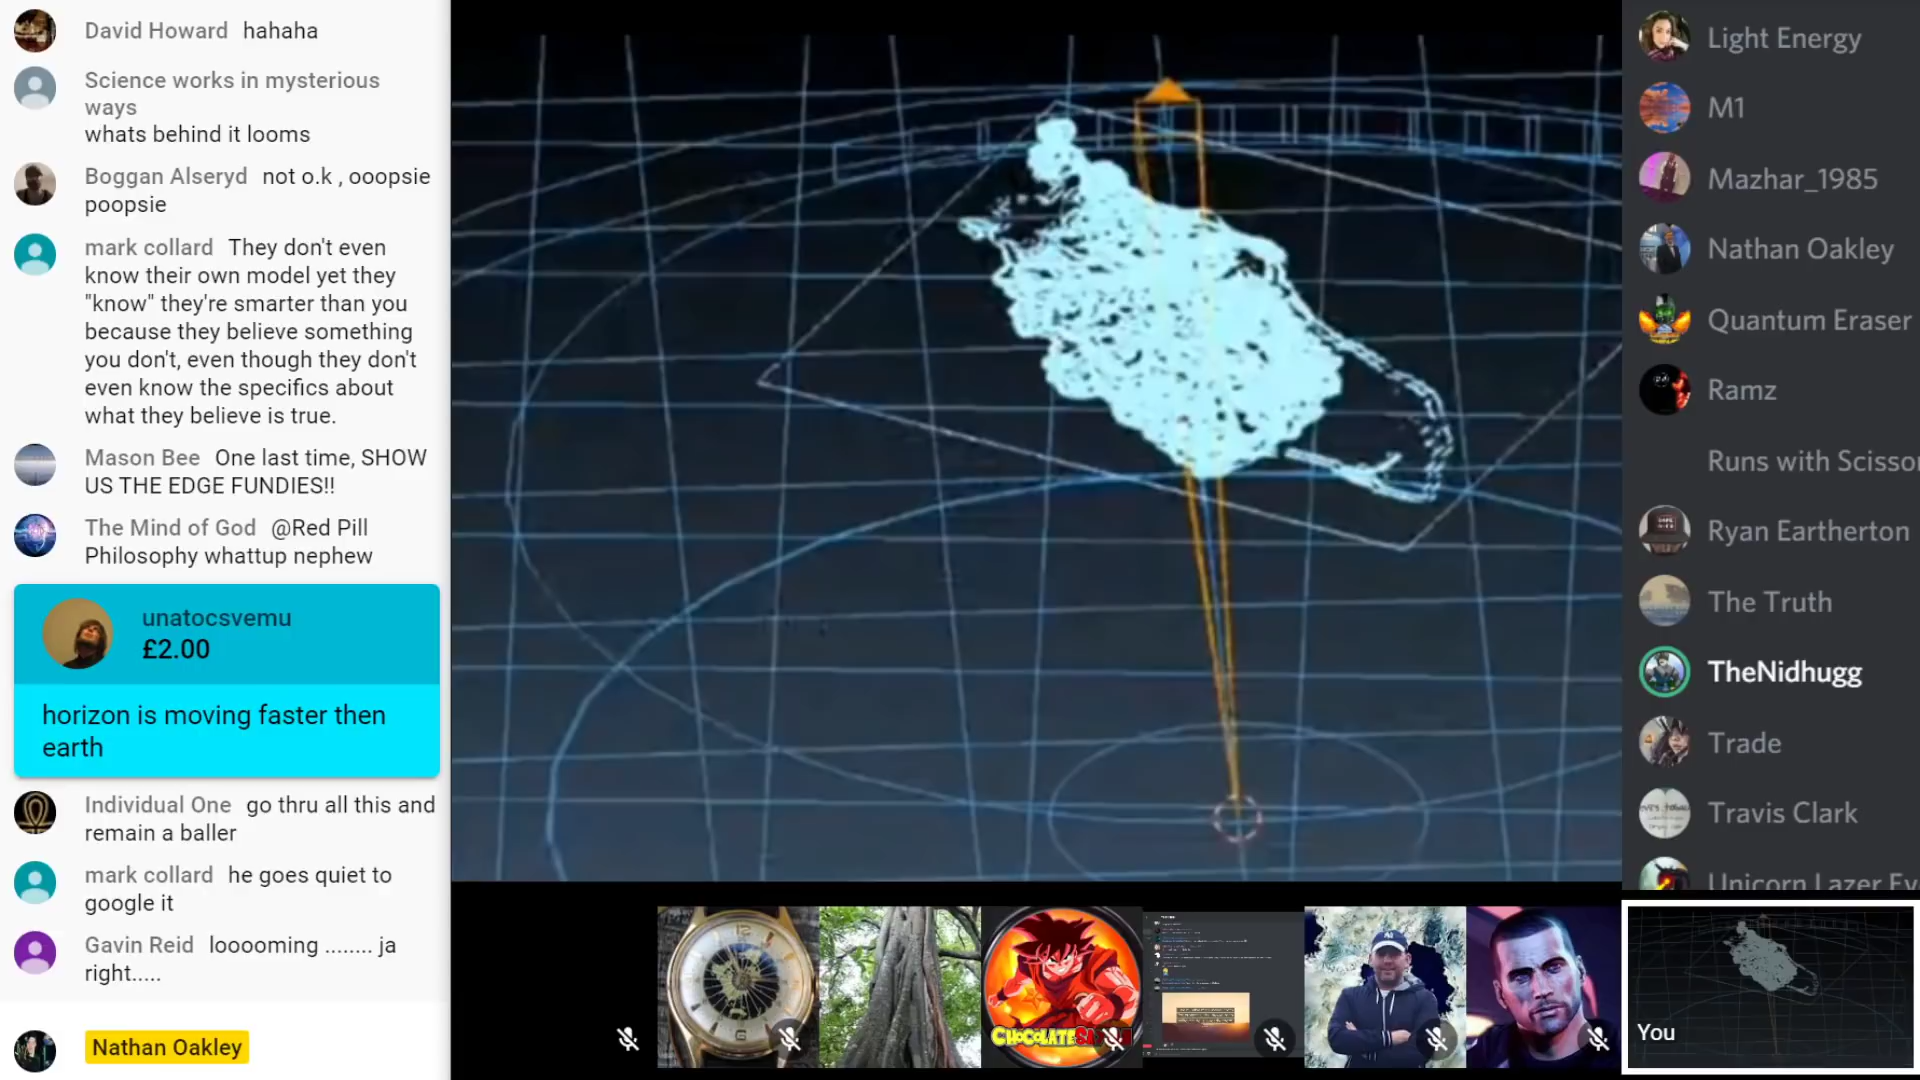 David Howard hahaha
Science works in mysterious
ways
whats behind it looms
Boggan Alseryd not o.k , ooopsie
poopsie
mark collard They don't even
know their own model yet they
"know" they're smarter than you
because they believe something
you don't, even though they don't
even know the specifics about
what they believe is true.
Mason Bee One last time, SHOW
US THE EDGE FUNDIES!!
The Mind of God @Red Pill
Philosophy whattup nephew
unatocsvemu
£2.00
horizon is moving faster then
earth
Individual One go thru all this and
remain a baller
mark collard he goes quiet to
google it
Gavin Reid looooming ........ ja
right.....
Nathan Oakley
Light Energy
M1
Mazhar_1985
Nathan Oakley
Quantum Eraser
Ramz
Runs with Scissor
Ryan Eartherton
The Truth
TheNidhugg
Trade
Travis Clark
Unicorn Lazer Ey
You